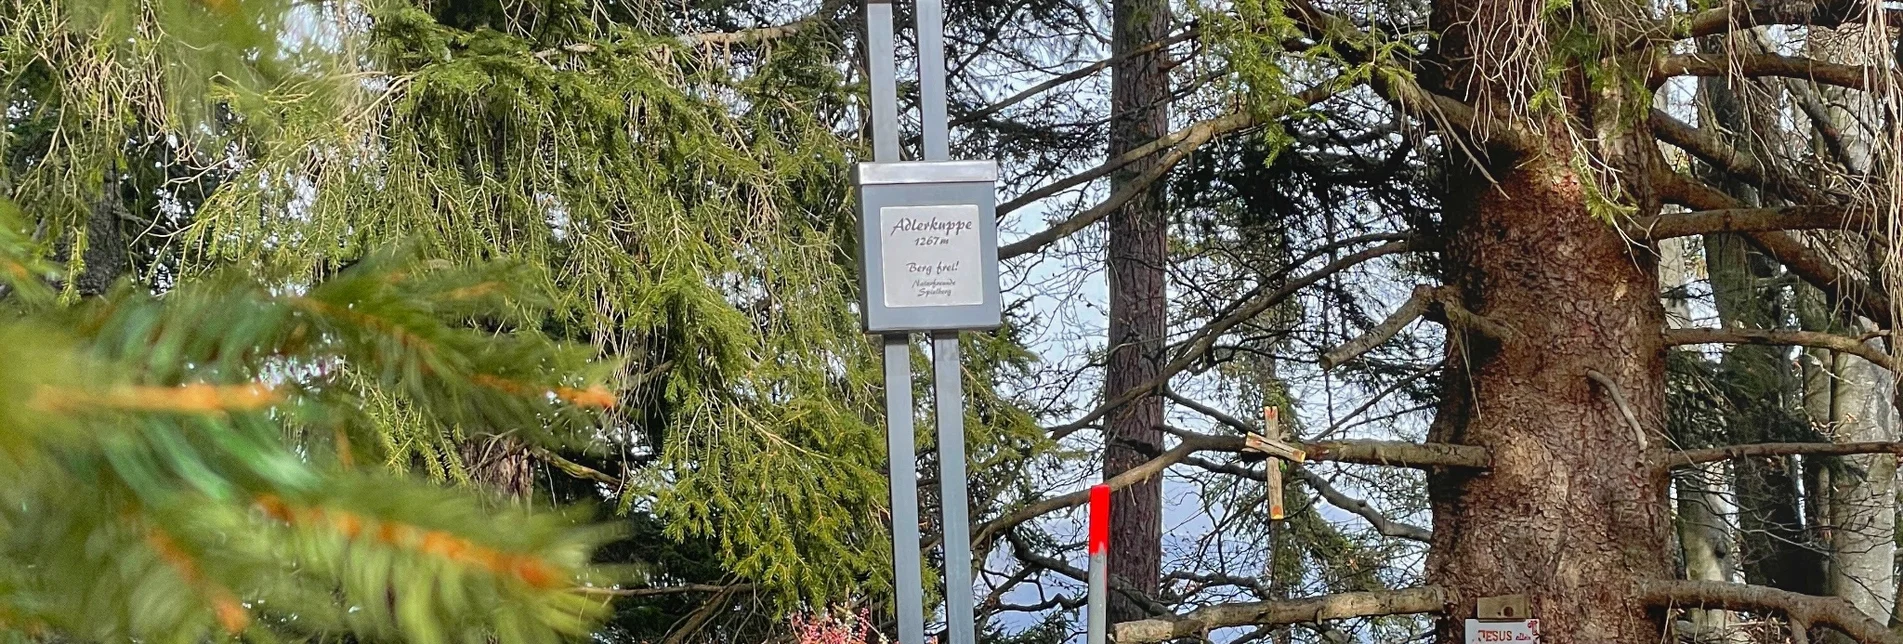 Adlerkuppe
1267m
Berg frei!
Naturfreunde
Spielberg
JESUS